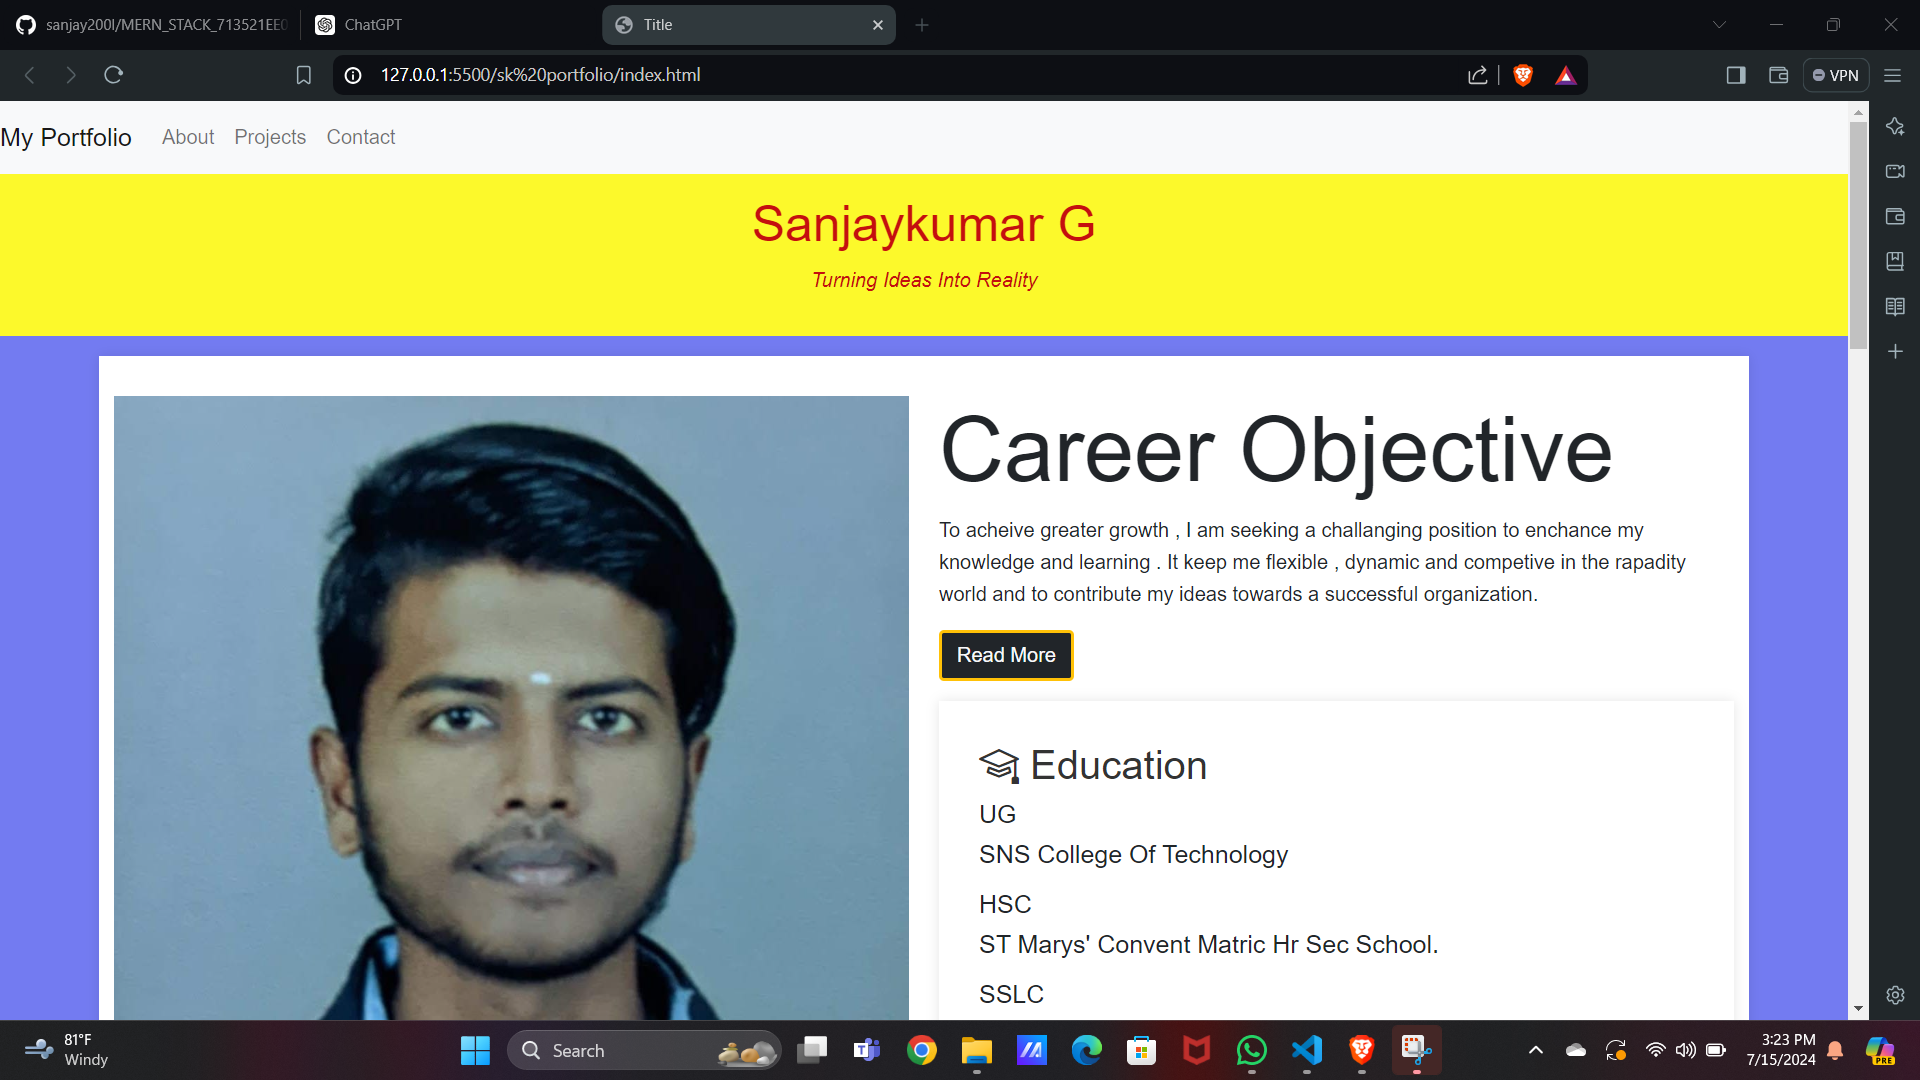 sanjay200l/MERN_STACK_713521EE0
ChatGPT
Title
127.0.0.1:5500/sk%20portfolio/index.html
VPN
My Portfolio
About
Projects
Contact
Sanjaykumar G
Turning Ideas Into Reality
Career Objective
To acheive greater growth , I am seeking a challanging position to enchance my
knowledge and learning . It keep me flexible , dynamic and competive in the rapadity
world and to contribute my ideas towards a successful organization.
Read More
Education
UG
SNS College Of Technology
HSC
ST Marys' Convent Matric Hr Sec School.
SSLC
81°F
Windy
Search
3:23 PM
7/15/2024
PRE